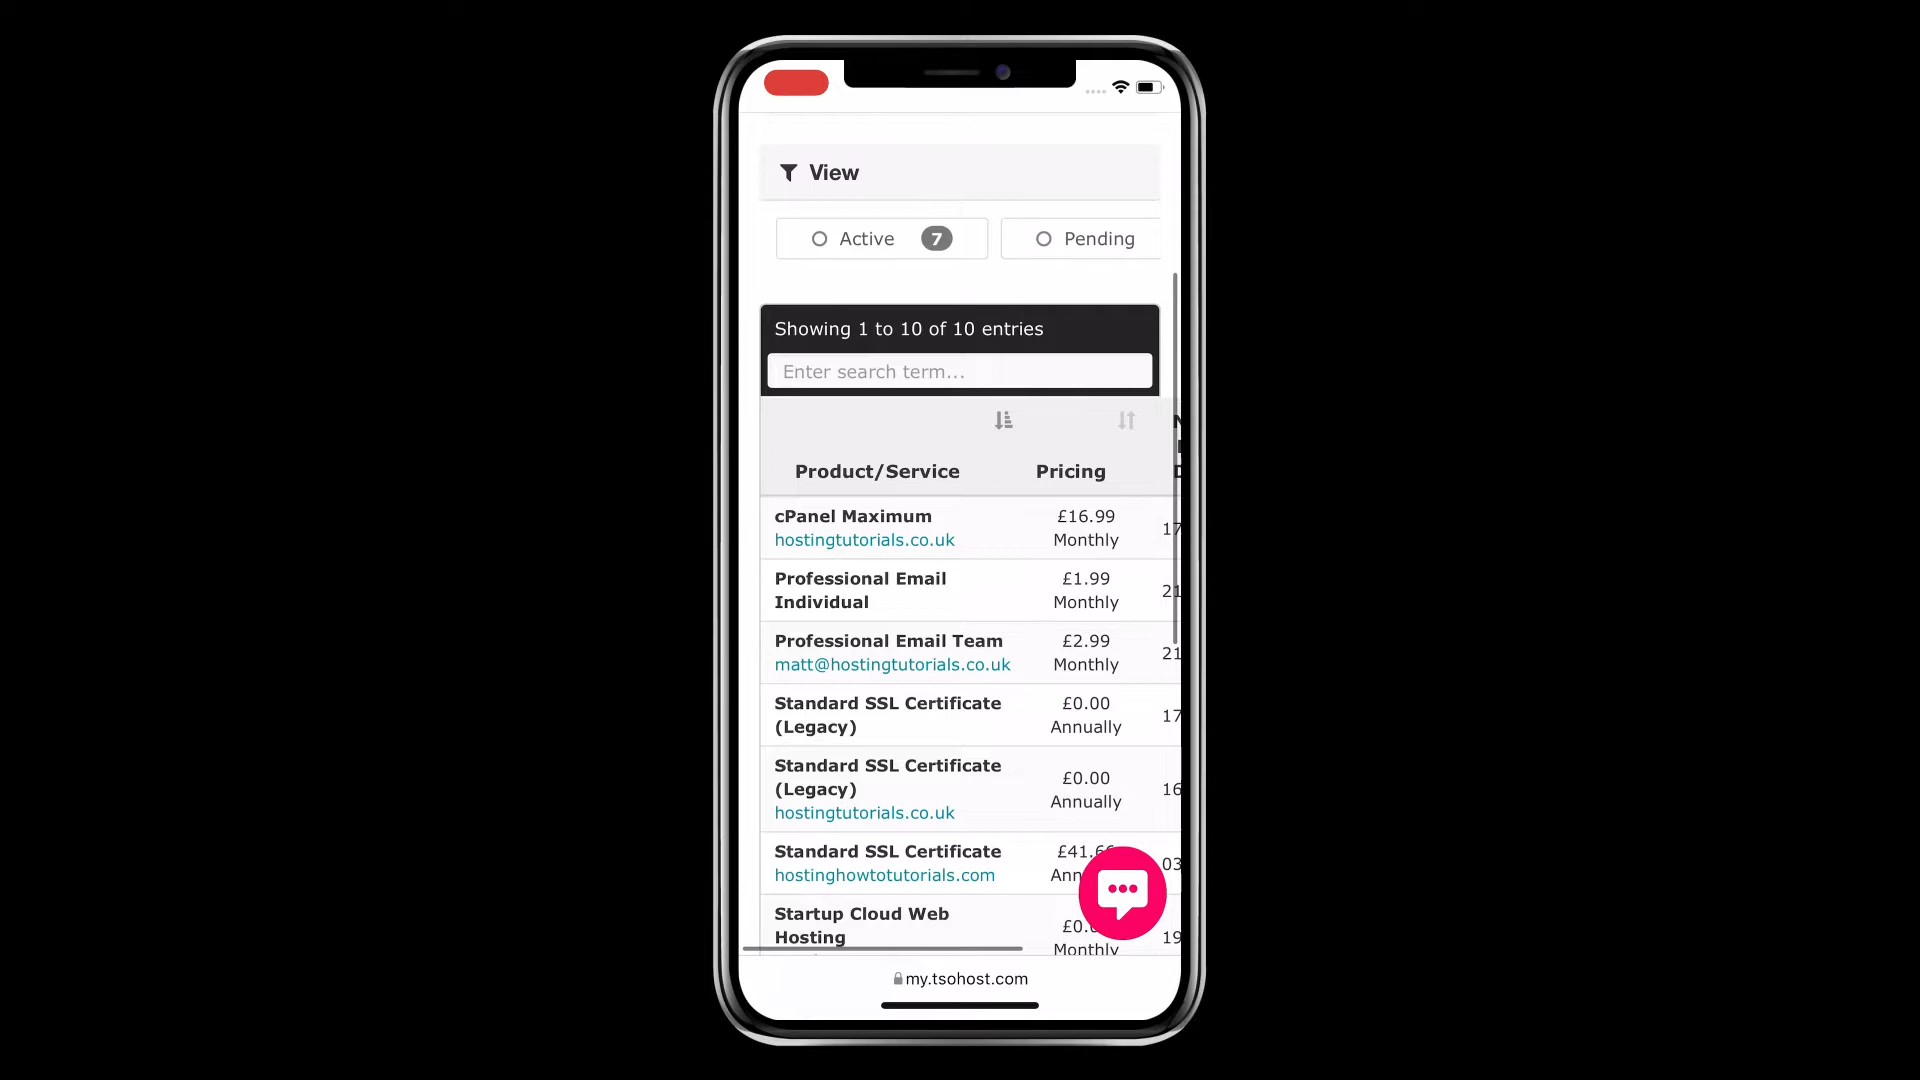 View
Active 7
Pending
Showing 1 to 10 of 10 entries
Enter search term...
Product/Service Pricing
cPanel Maximum £16.99
hostingtutorials.co.uk Monthly 17
Professional Email £1.99
Individual Monthly 21
Professional Email Team £2.99
matt@hostingtutorials.co.uk Monthly 21
Standard SSL Certificate £0.00
(Legacy) Annually 17
Standard SSL Certificate
(Legacy) £0.00 16
hostingtutorials.co.uk Annually
Standard SSL Certificate £41.6
hostinghowtotutorials.com Ann 03
Startup Cloud Web £0.
Hosting Monthly 19
my.tsohost.com